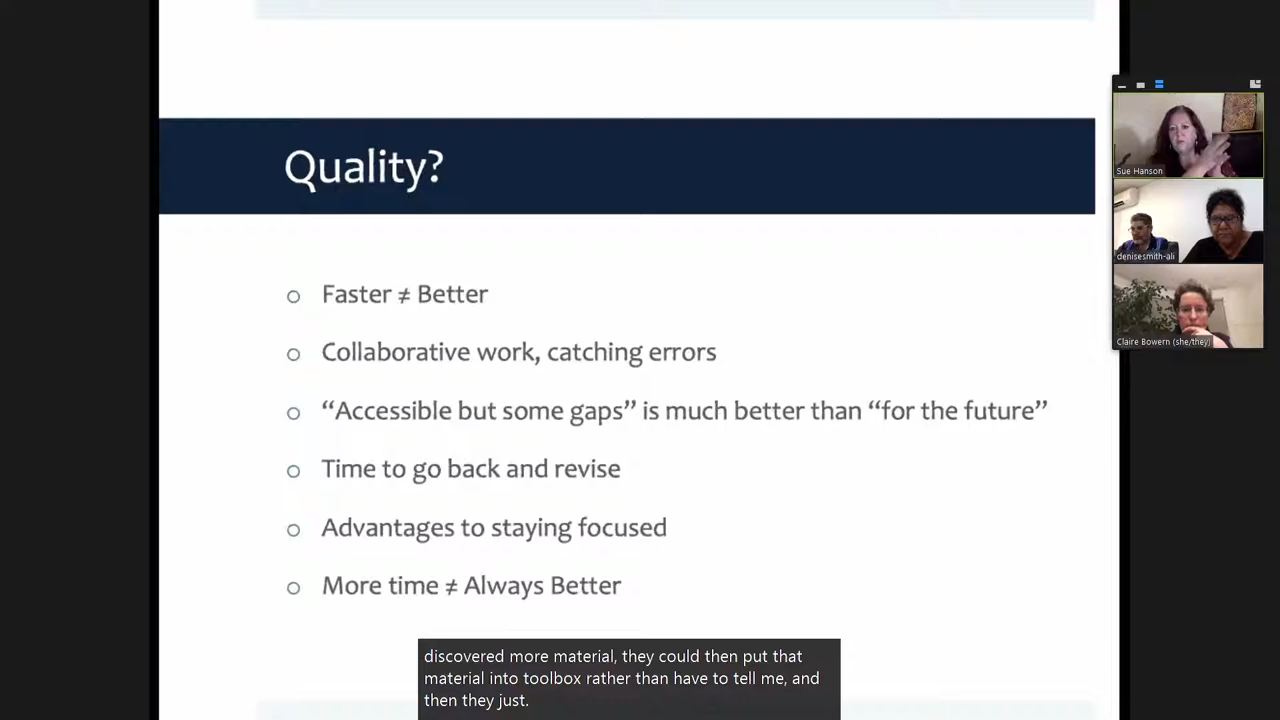 Quality?
Faster ≠ Better
Collaborative work, catching errors
“Accessible but some gaps” is much better than “for the future”
Time to go back and revise
Advantages to staying focused
More time ≠ Always Better
discovered more material, they could then put that
material into toolbox rather than have to tell me, and
then they just.
Sue Hanson
denisesmith-ali
Claire Bowern (she/they)